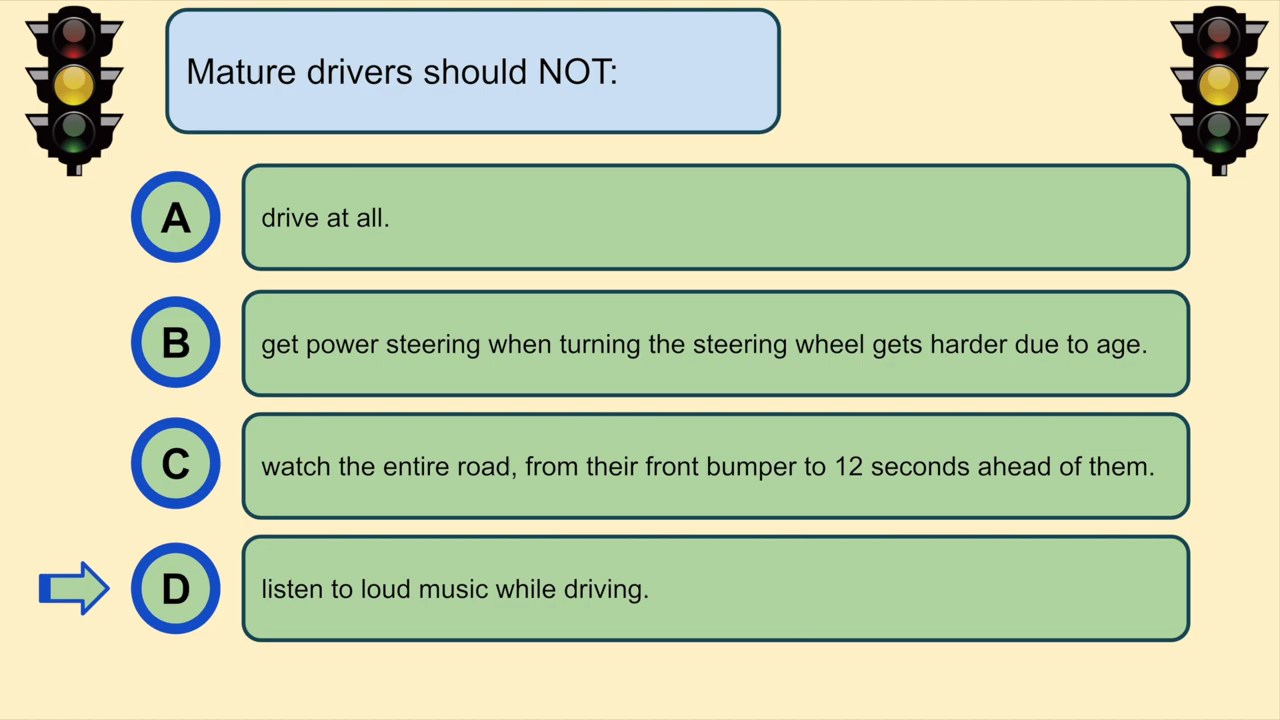 Mature drivers should NOT:
A
drive at all.
B
get power steering when turning the steering wheel gets harder due to age.
C
watch the entire road, from their front bumper to 12 seconds ahead of them.
D
listen to loud music while driving.